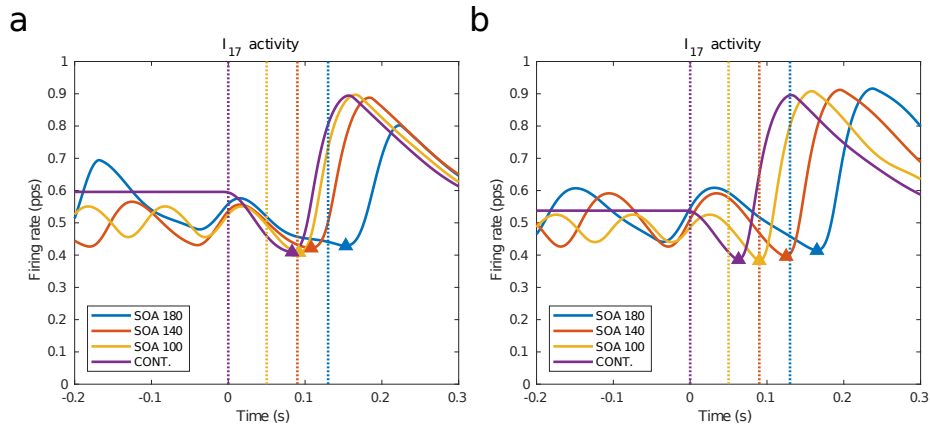 a
I17 activity
Firing rate (pps)
1
0.9
0.8
0.7
0.6
0.5
0.4
0.3
0.2
0.1
0
SOA 180
SOA 140
SOA 100
CONT.
-0.2
-0.1
0
0.1
0.2
0.3
Time (s)
b
I17 activity
Firing rate (pps)
1
0.9
0.8
0.7
0.6
0.5
0.4
0.3
0.2
0.1
0
SOA 180
SOA 140
SOA 100
CONT.
-0.2
-0.1
0
0.1
0.2
0.3
Time (s)